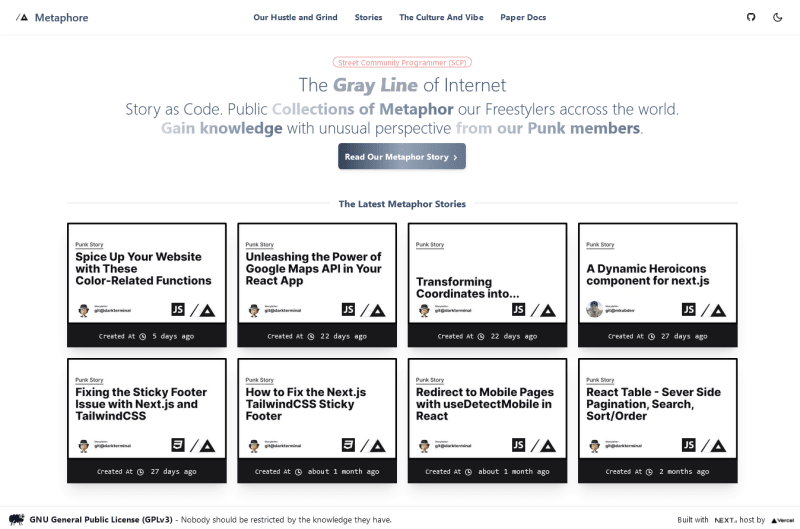 Metaphore
Our Hustle and Grind Stories The Culture And Vibe Paper Docs
Street Community Programmer (SCP)
The Gray Line of Internet
Story as Code. Public Collections of Metaphor our Freestylers accross the world.
Gain knowledge with unusual perspective from our Punk members.
Read Our Metaphor Story
The Latest Metaphor Stories
Punk Story
Spice Up Your Website
with These
Color-Related Functions
git@darkterminal
JS
Created At 5 days ago
Punk Story
Unleashing the Power of
Google Maps API in Your
React App
git@darkterminal
JS
Created At 22 days ago
Punk Story
Transforming
Coordinates into...
git@darkterminal
JS
Created At 22 days ago
Punk Story
A Dynamic Heroicons
component for next.js
JS
Created At 27 days ago
Punk Story
Fixing the Sticky Footer
Issue with Next.js and
TailwindCSS
git@darkterminal
Created At 27 days ago
Punk Story
How to Fix the Next.js
TailwindCSS Sticky
Footer
git@darkterminal
Created At about 1 month ago
Punk Story
Redirect to Mobile Pages
with useDetectMobile in
React
git@darkterminal
JS
Created At about 1 month ago
Punk Story
React Table - Sever Side
Pagination, Search,
Sort/Order
git@darkterminal
JS
Created At 2 months ago
GNU General Public License (GPLv3) - Nobody should be restricted by the knowledge they have.
Built with NEXT.JS host by Vercel